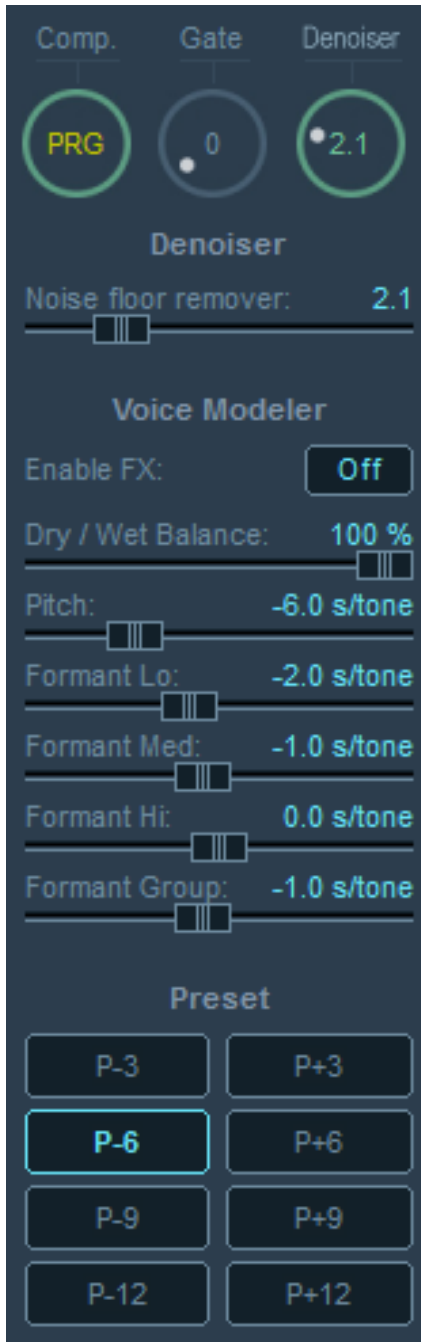 Comp. Gate Denoiser
PRG 0 2.1
Denoiser
Noise floor remover: 2.1
Voice Modeler
Enable FX: Off
Dry / Wet Balance: 100 %
Pitch: -6.0 s/tone
Formant Lo: -2.0 s/tone
Formant Med: -1.0 s/tone
Formant Hi: 0.0 s/tone
Formant Group: -1.0 s/tone
Preset
P-3 P+3
P-6 P+6
P-9 P+9
P-12 P+12